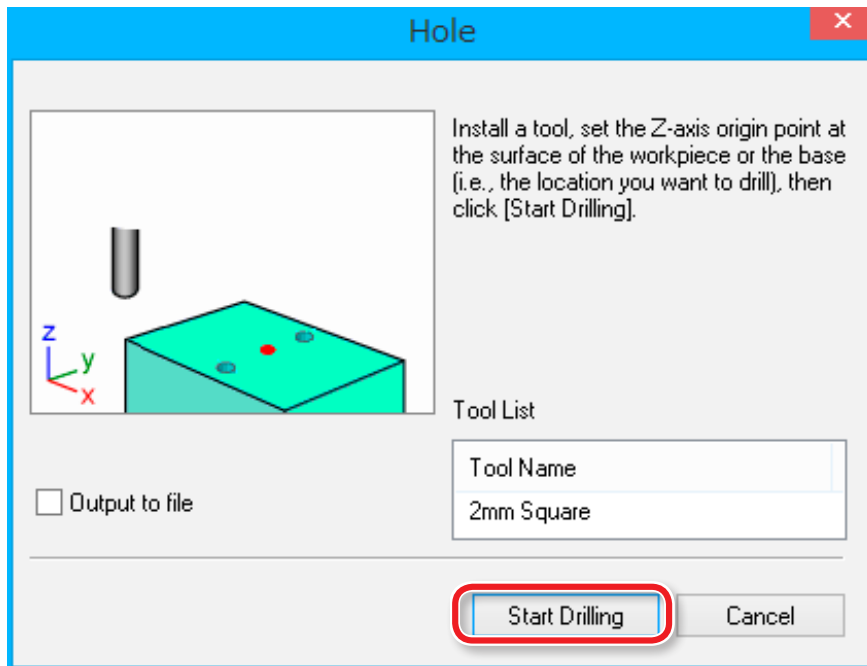 Hole
Install a tool, set the Z-axis origin point at
the surface of the workpiece or the base
(i.e., the location you want to drill), then
click [Start Drilling].
z
y
x
Tool List
Tool Name
2mm Square
Output to file
Start Drilling
Cancel